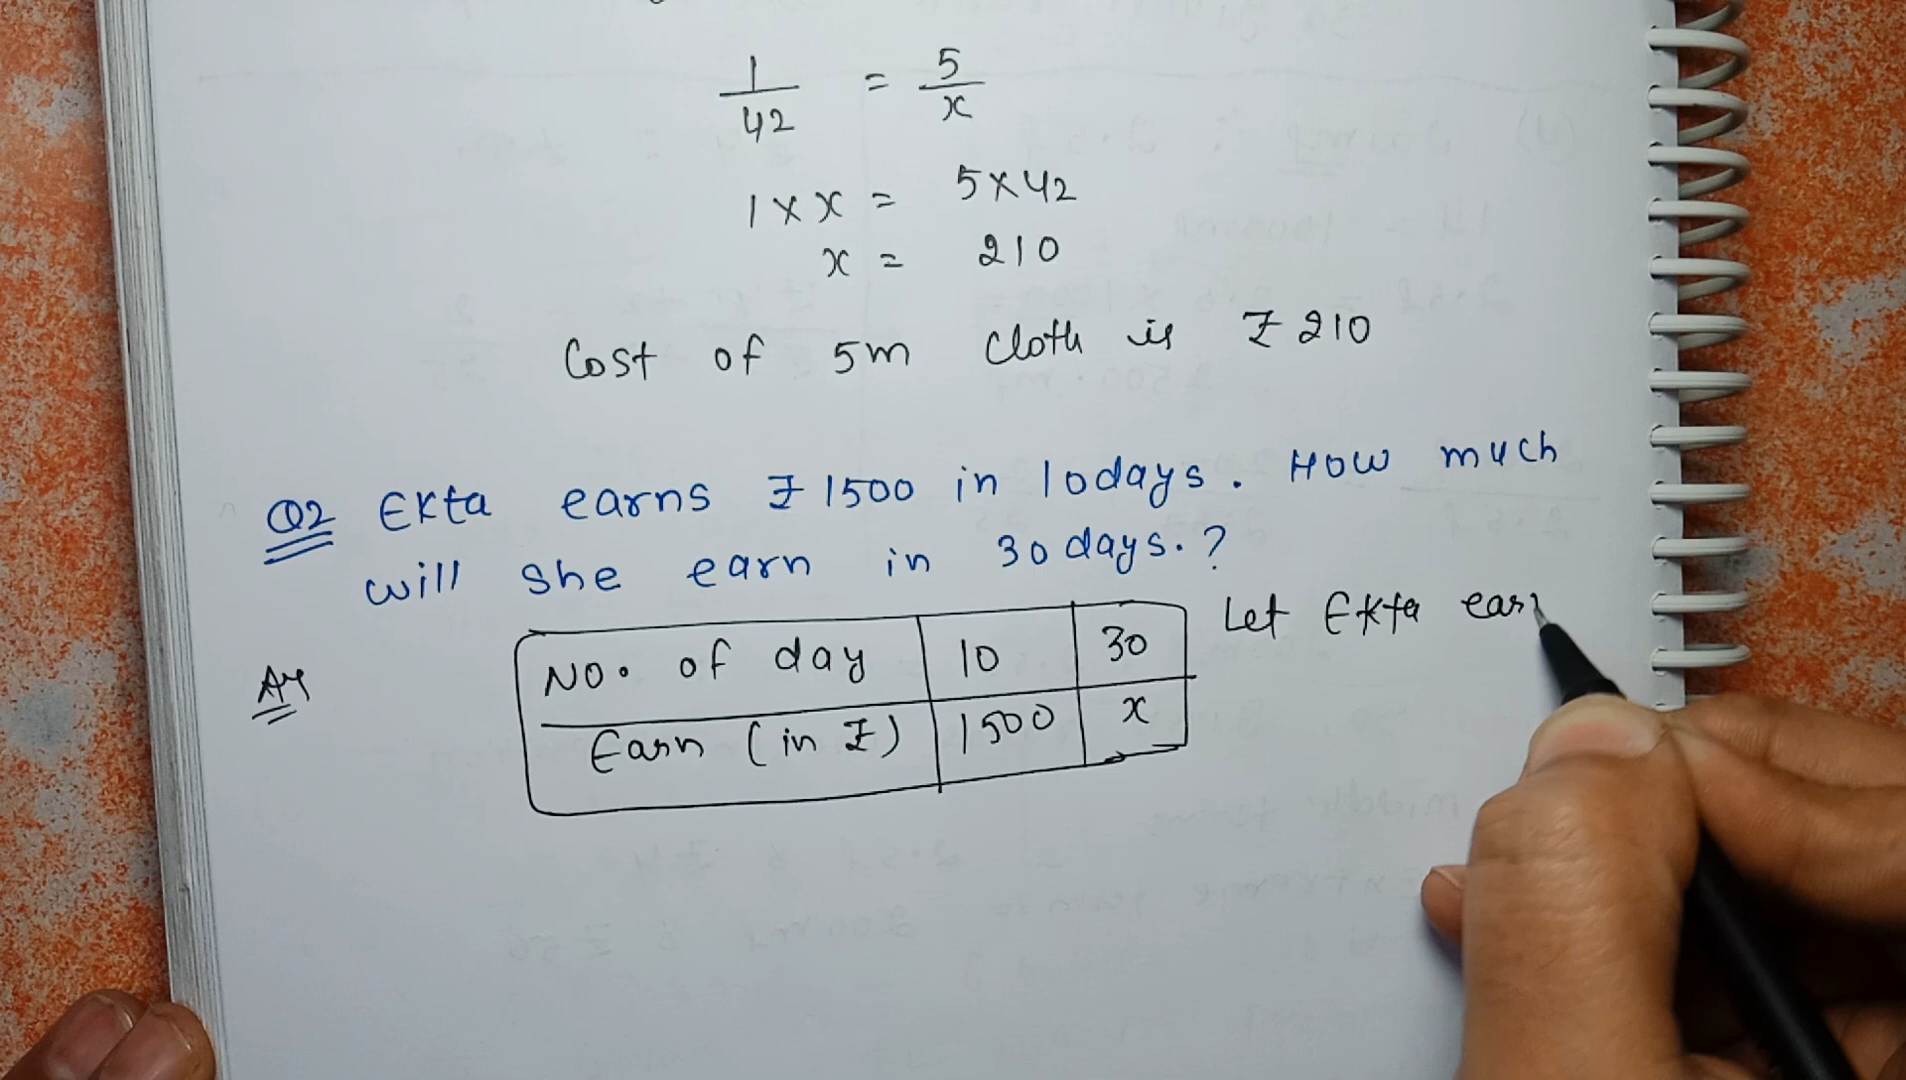 1/42 = 5/x
1 × x = 5×42
x = 210
Cost of 5m cloth is ₹ 210
Q2 Ekta earns ₹ 1500 in 10days. How much
will she earn in 30 days.?
Let Ekta earn
Ans
No. of day 10 30
Earn (in ₹) 1500 x